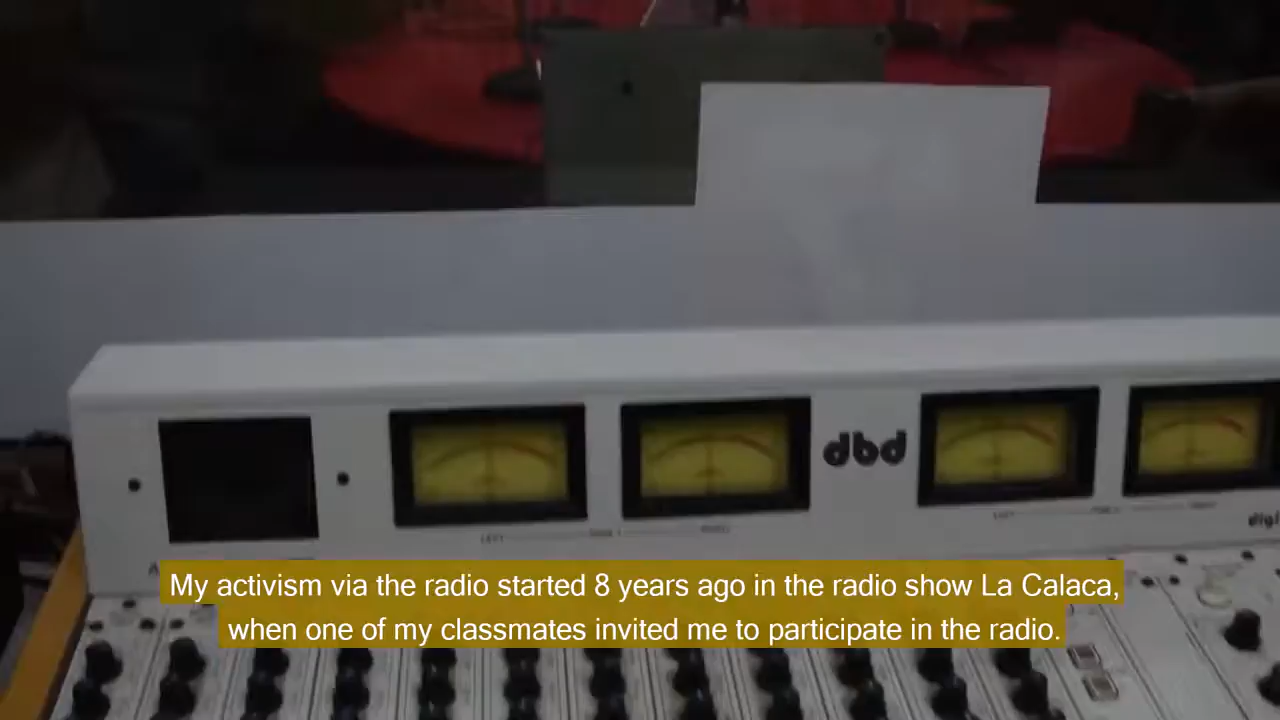 dbd
My activism via the radio started 8 years ago in the radio show La Calaca,
when one of my classmates invited me to participate in the radio.